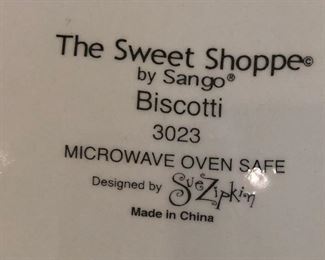 The Sweet Shoppe©
by Sango®
Biscotti
3023
MICROWAVE OVEN SAFE
Designed by Sue Zipkin
Made in China